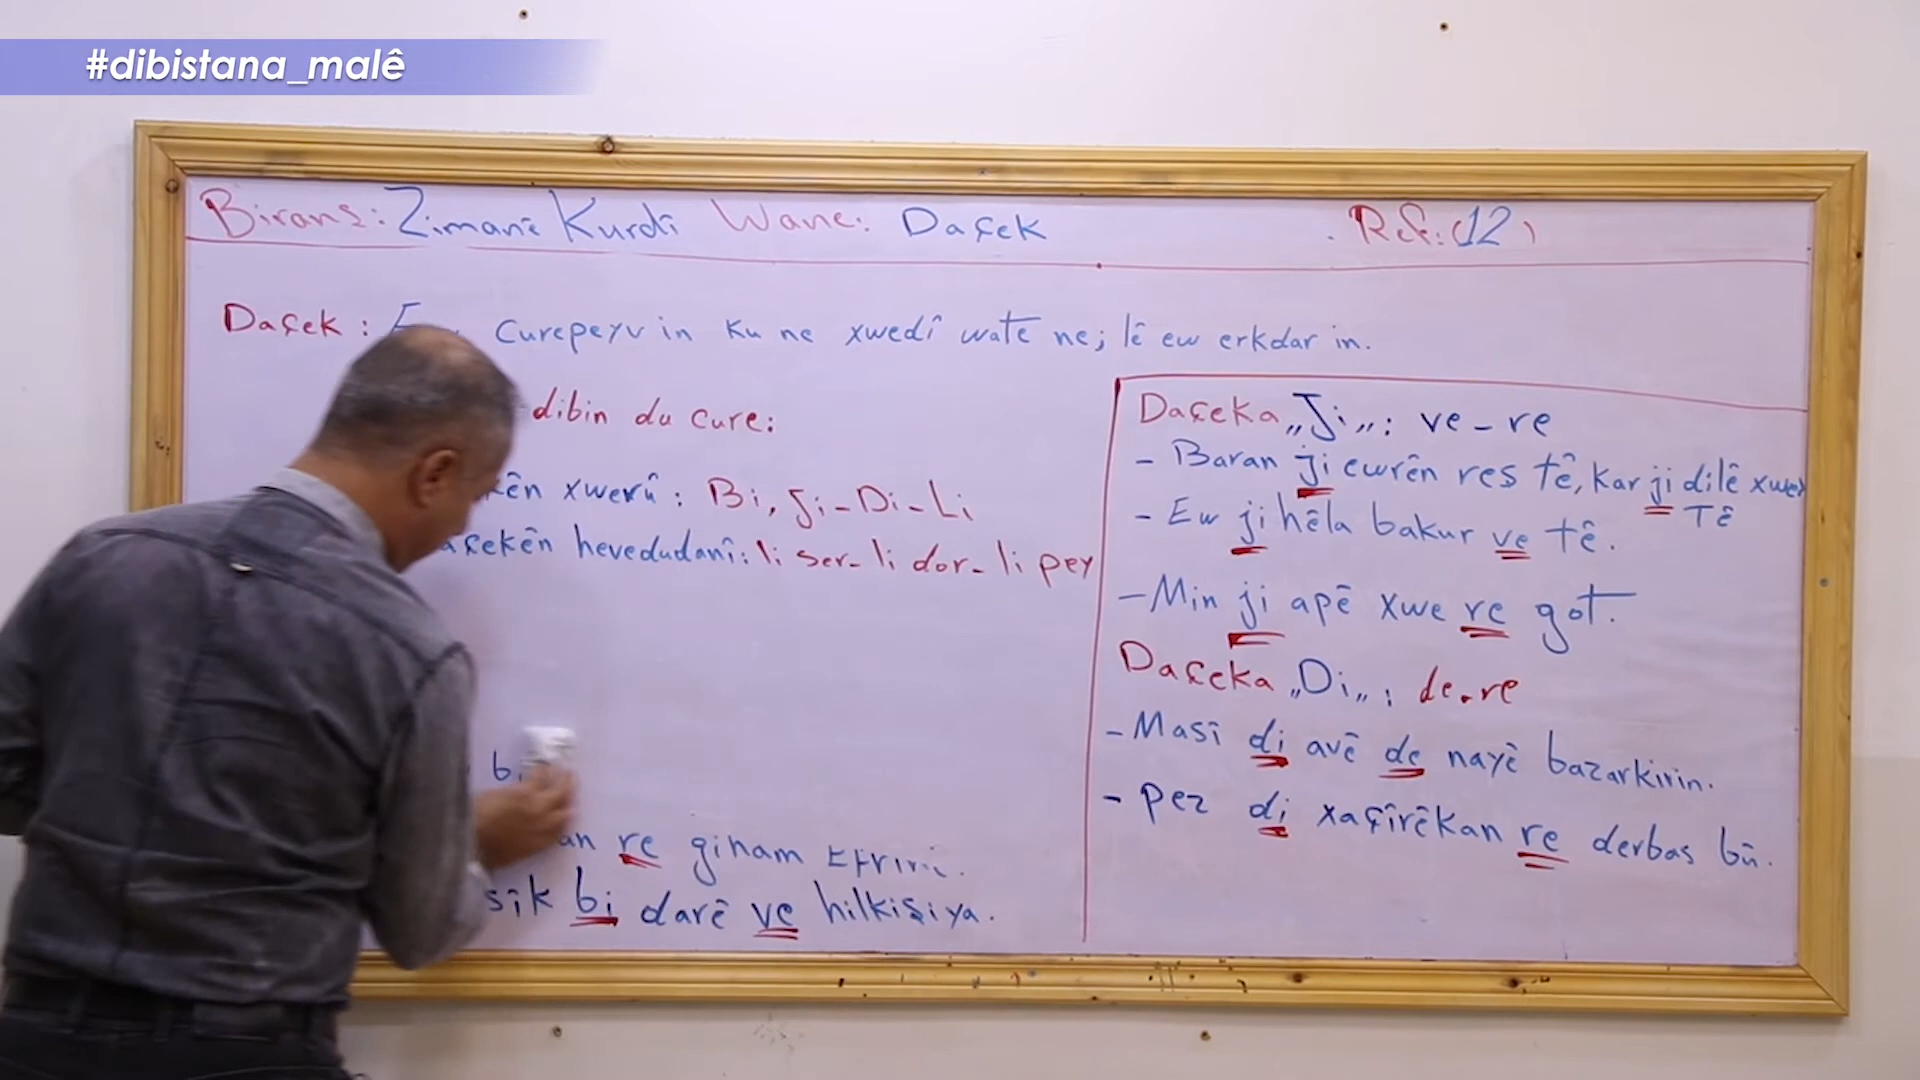 #dibistana_malê
Birans: Zimanê Kurdî Wane: Daçek Ref: (12)
Daçek : Curepeyv in ku ne xwedî wate ne; lê ew erkdar in.
dibin du cure:
xwerû : Bi, Ji - Di - Li
hevedudanî: li ser - li dor - li pey
re giham
bi darê ve hilkişiya.
Daçeka „Ji„ : ve - re
- Baran ji ewrên reş tê, kar ji dilê xweş
tê
- Ew ji hêla bakur ve tê.
- Min ji apê xwe re got.
Daçeka „Di„ : de - re
- Masî di avê de nayê bazarkirin.
- pez di xaçîrêkan re derbas bû.